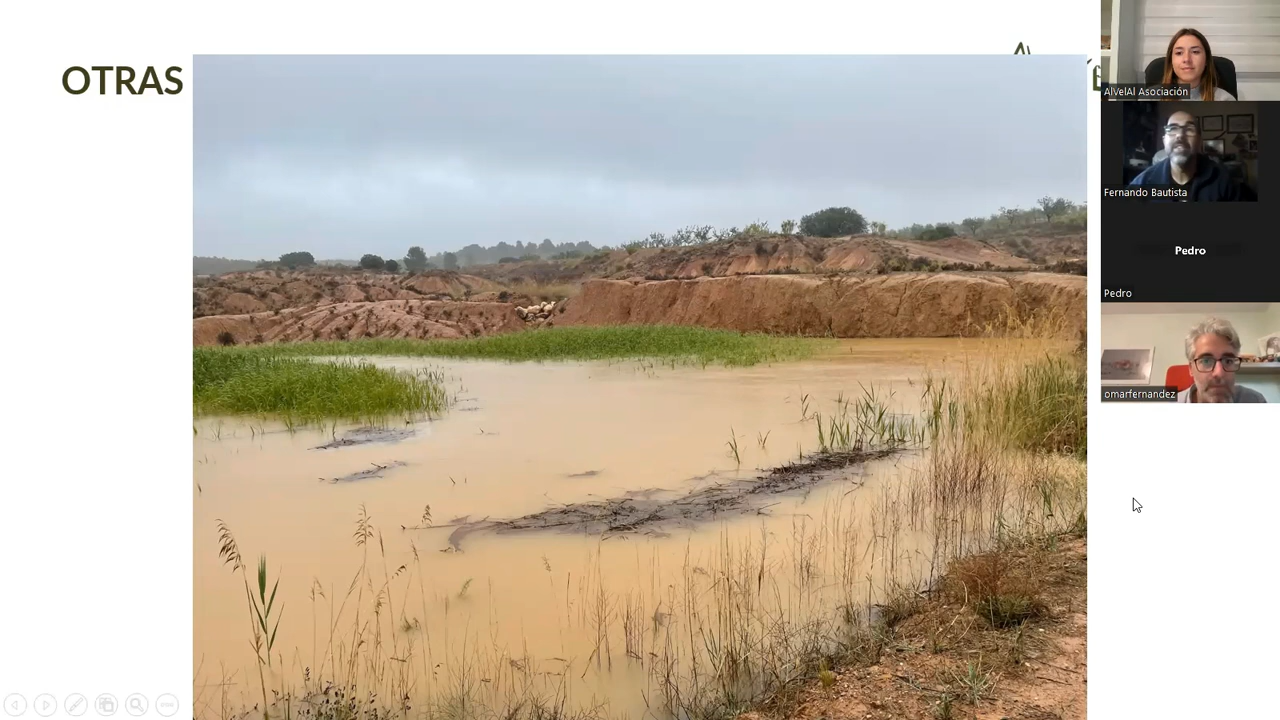 OTRAS
AlVelAl Asociación
Fernando Bautista
Pedro
Pedro
omarfernandez